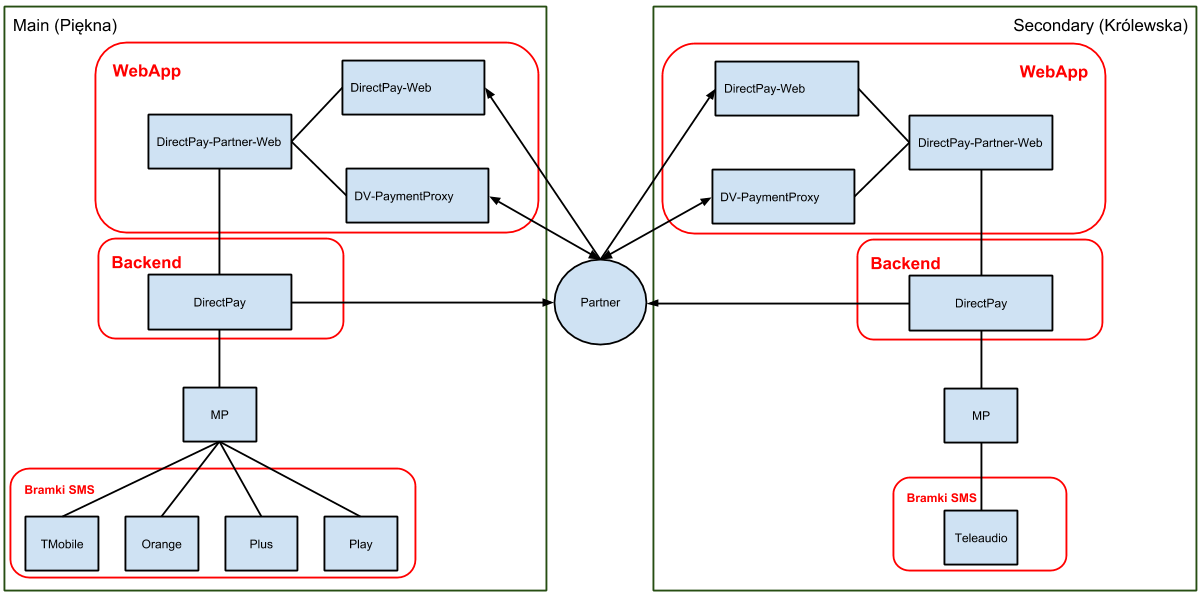 Main (Piękna)
WebApp
DirectPay-Web
DirectPay-Partner-Web
DV-PaymentProxy
Backend
DirectPay
MP
Bramki SMS
TMobile
Orange
Plus
Play
Partner
Secondary (Królewska)
WebApp
DirectPay-Web
DirectPay-Partner-Web
DV-PaymentProxy
Backend
DirectPay
MP
Bramki SMS
Teleaudio